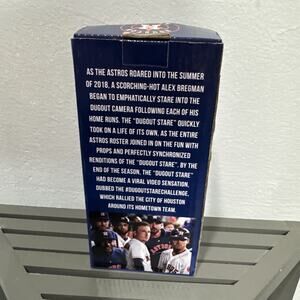 AS THE ASTROS ROARED INTO THE SUMMER
OF 2018, A SCORCHING-HOT ALEX BREGMAN
BEGAN TO EMPHATICALLY STARE INTO THE
DUGOUT CAMERA FOLLOWING EACH OF HIS
HOME RUNS. THE "DUGOUT STARE" QUICKLY
TOOK ON A LIFE OF ITS OWN, AS THE ENTIRE
ASTROS ROSTER JOINED IN ON THE FUN WITH
PROPS AND PERFECTLY SYNCHRONIZED
RENDITIONS OF THE "DUGOUT STARE". BY THE
END OF THE SEASON, THE "DUGOUT STARE"
HAD BECOME A VIRAL VIDEO SENSATION,
DUBBED THE #DUGOUTSTARECHALLENGE,
WHICH RALLIED THE CITY OF HOUSTON
AROUND ITS HOMETOWN TEAM.
ASTROS